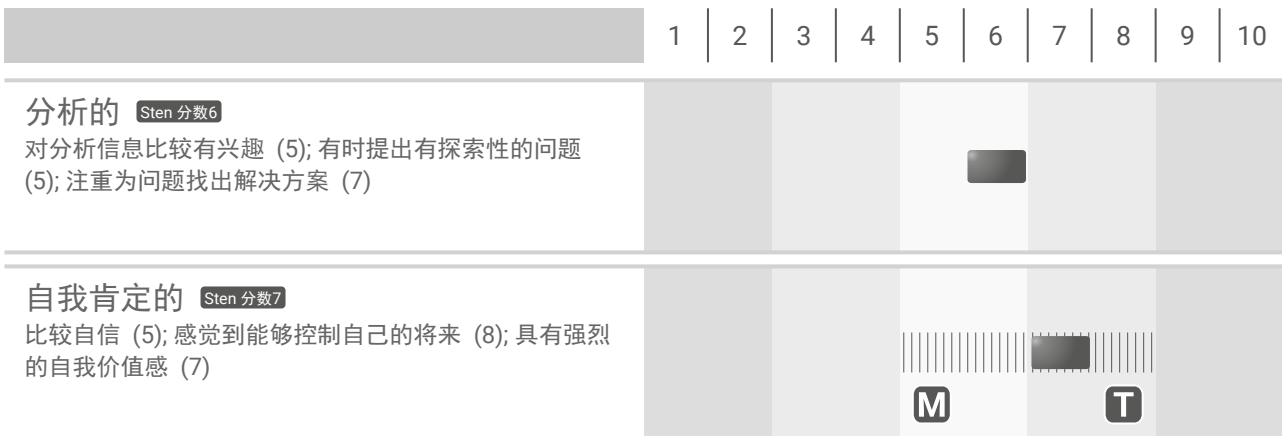 1 2 3 4 5 6 7 8 9 10
分析的 Sten 分数6
对分析信息比较有兴趣 (5); 有时提出有探索性的问题
(5); 注重为问题找出解决方案 (7)
自我肯定的 Sten 分数7
比较自信 (5); 感觉到能够控制自己的将来 (8); 具有强烈
的自我价值感 (7)
M T